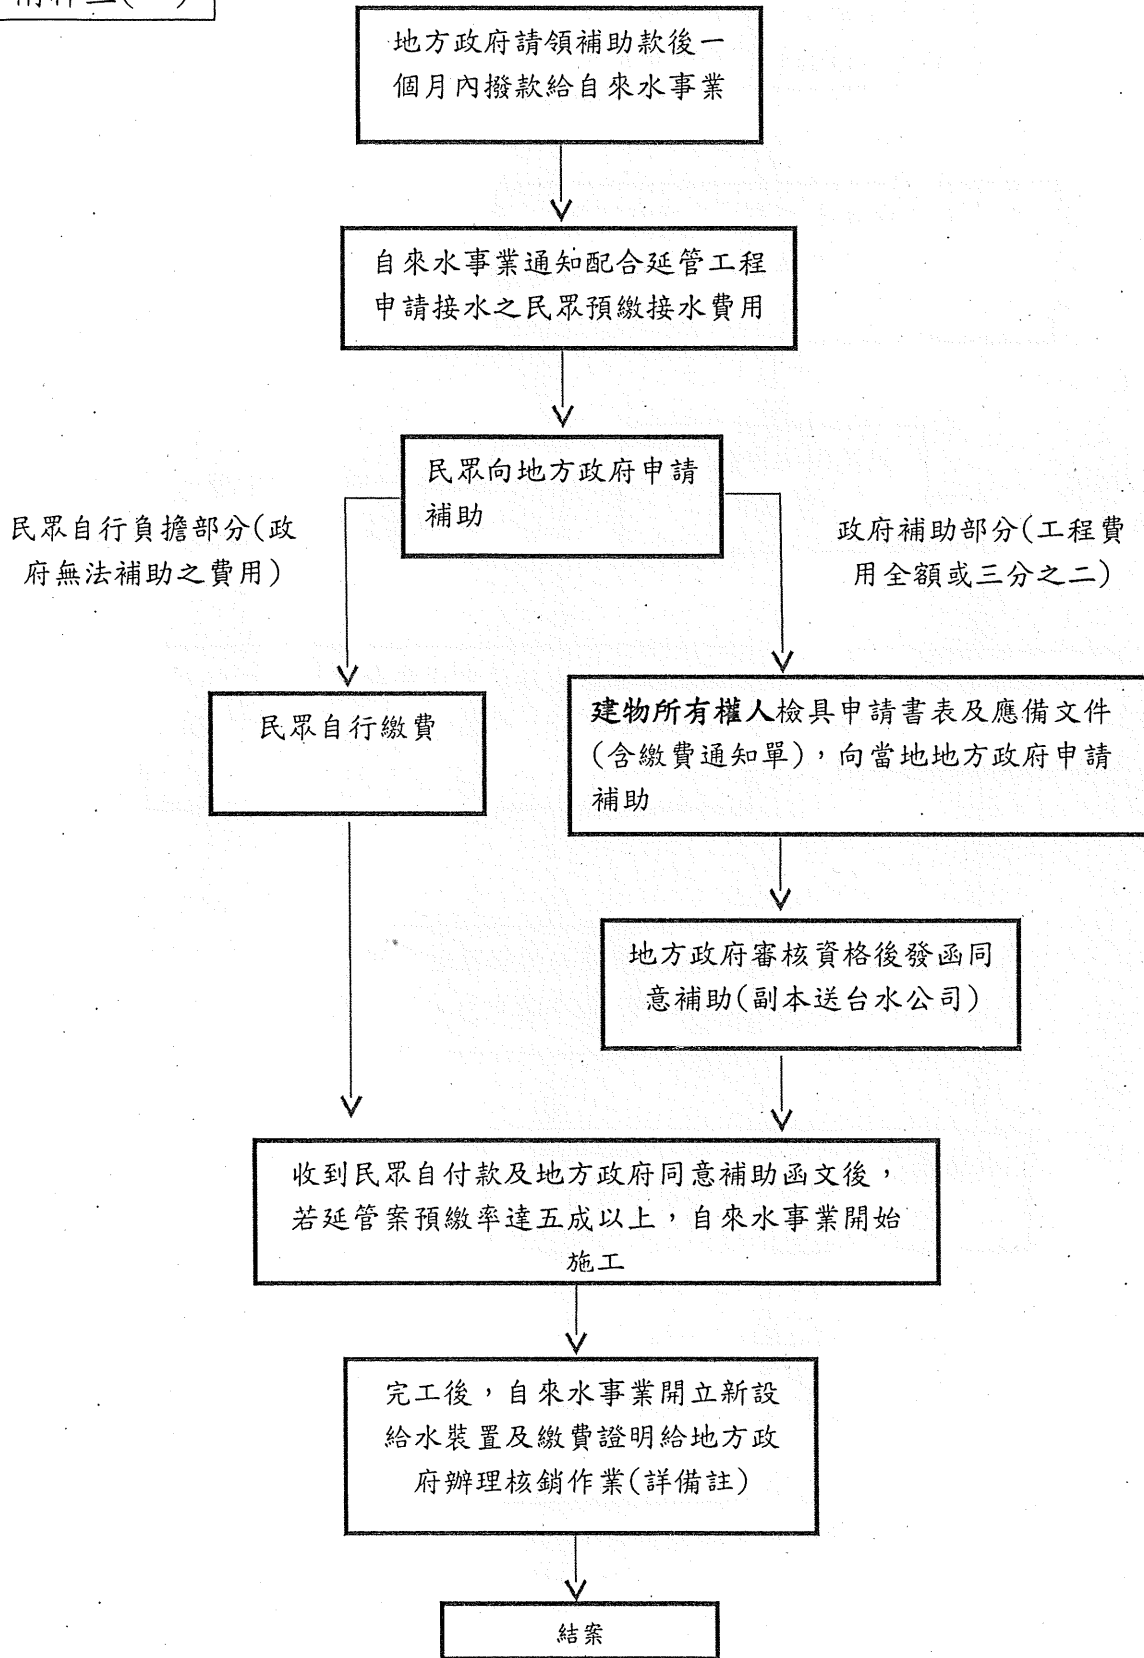 地方政府請領補助款後一
個月內撥款給自來水事業
自來水事業通知配合延管工程
申請接水之民眾預繳接水費用
民眾向地方政府申請
補助
民眾自行負擔部分(政
府無法補助之費用)
政府補助部分(工程費
用全額或三分之二)
民眾自行繳費
建物所有權人檢具申請書表及應備文件
(含繳費通知單),向當地地方政府申請
補助
地方政府審核資格後發函同
意補助(副本送台水公司)
收到民眾自付款及地方政府同意補助函文後,
若延管案預繳率達五成以上,自來水事業開始
施工
完工後,自來水事業開立新設
給水裝置及繳費證明給地方政
府辦理核銷作業(詳備註)
結案